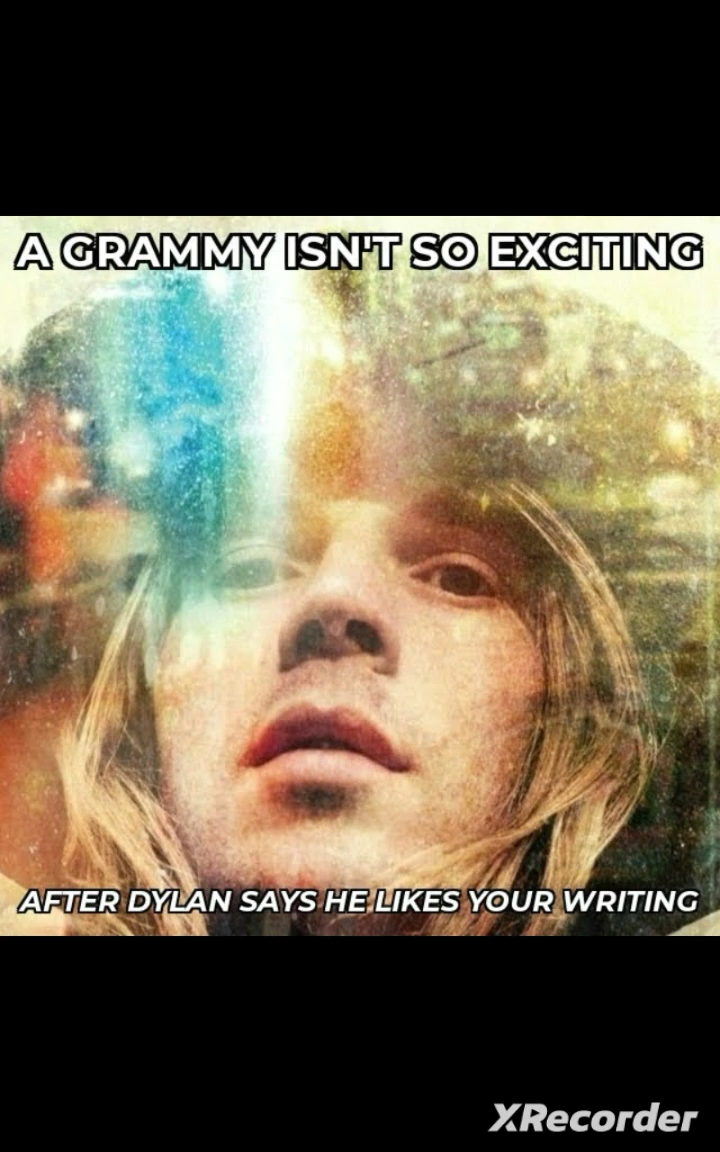 A GRAMMY ISN'T SO EXCITING
AFTER DYLAN SAYS HE LIKES YOUR WRITING
XRecorder